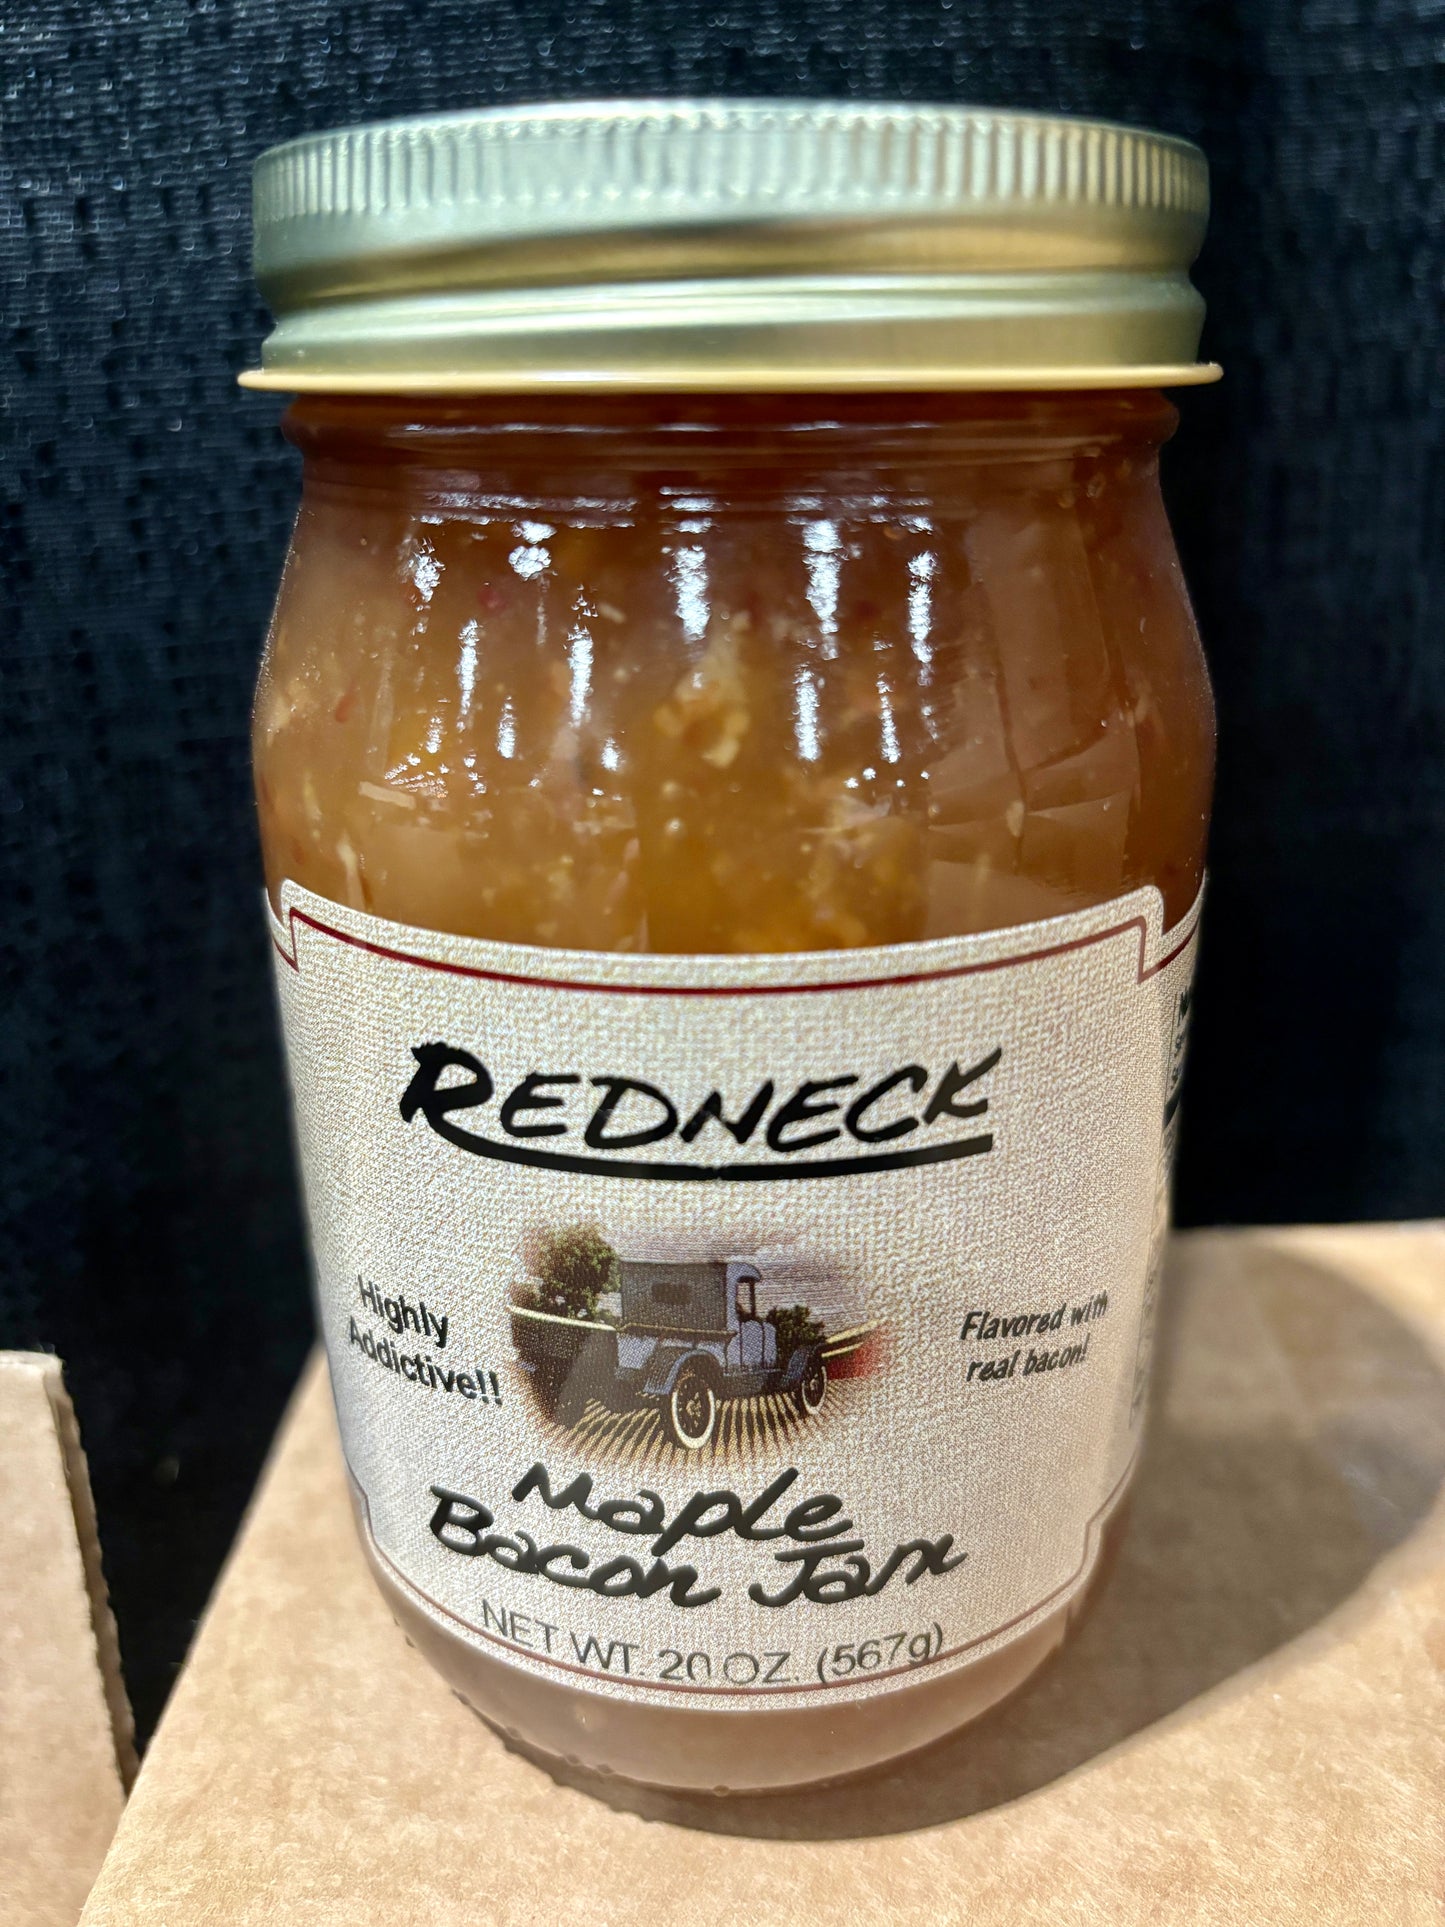 REDNECK
Highly
Addictive!!
Flavored with
real bacon!
Maple
Bacon Jam
NET WT. 20 OZ. (567g)